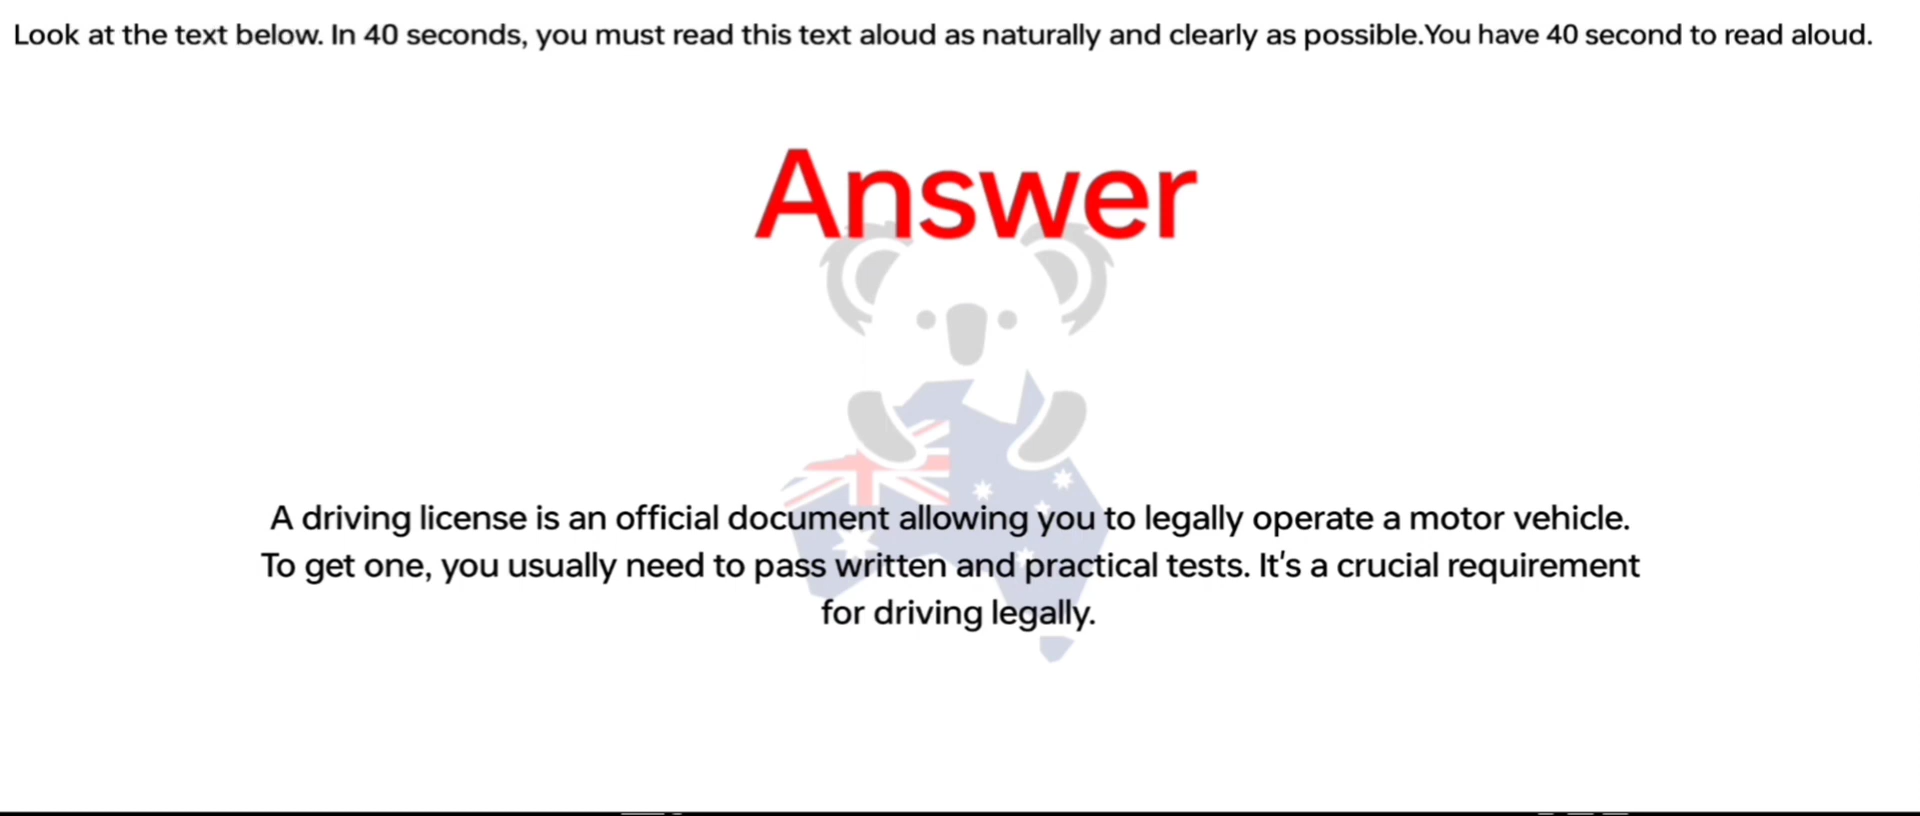 Look at the text below. In 40 seconds, you must read this text aloud as naturally and clearly as possible.You have 40 second to read aloud.
Answer
A driving license is an official document allowing you to legally operate a motor vehicle.
To get one, you usually need to pass written and practical tests. It's a crucial requirement
for driving legally.